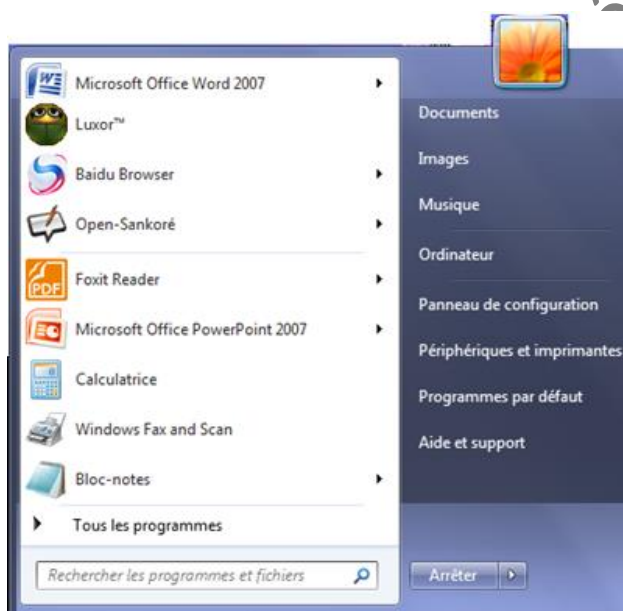 Microsoft Office Word 2007
Luxor™
Baidu Browser
Open-Sankoré
Foxit Reader
PDF
Microsoft Office PowerPoint 2007
Calculatrice
Windows Fax and Scan
Bloc-notes
Tous les programmes
Rechercher les programmes et fichiers
Documents
Images
Musique
Ordinateur
Panneau de configuration
Périphériques et imprimantes
Programmes par défaut
Aide et support
Arrêter